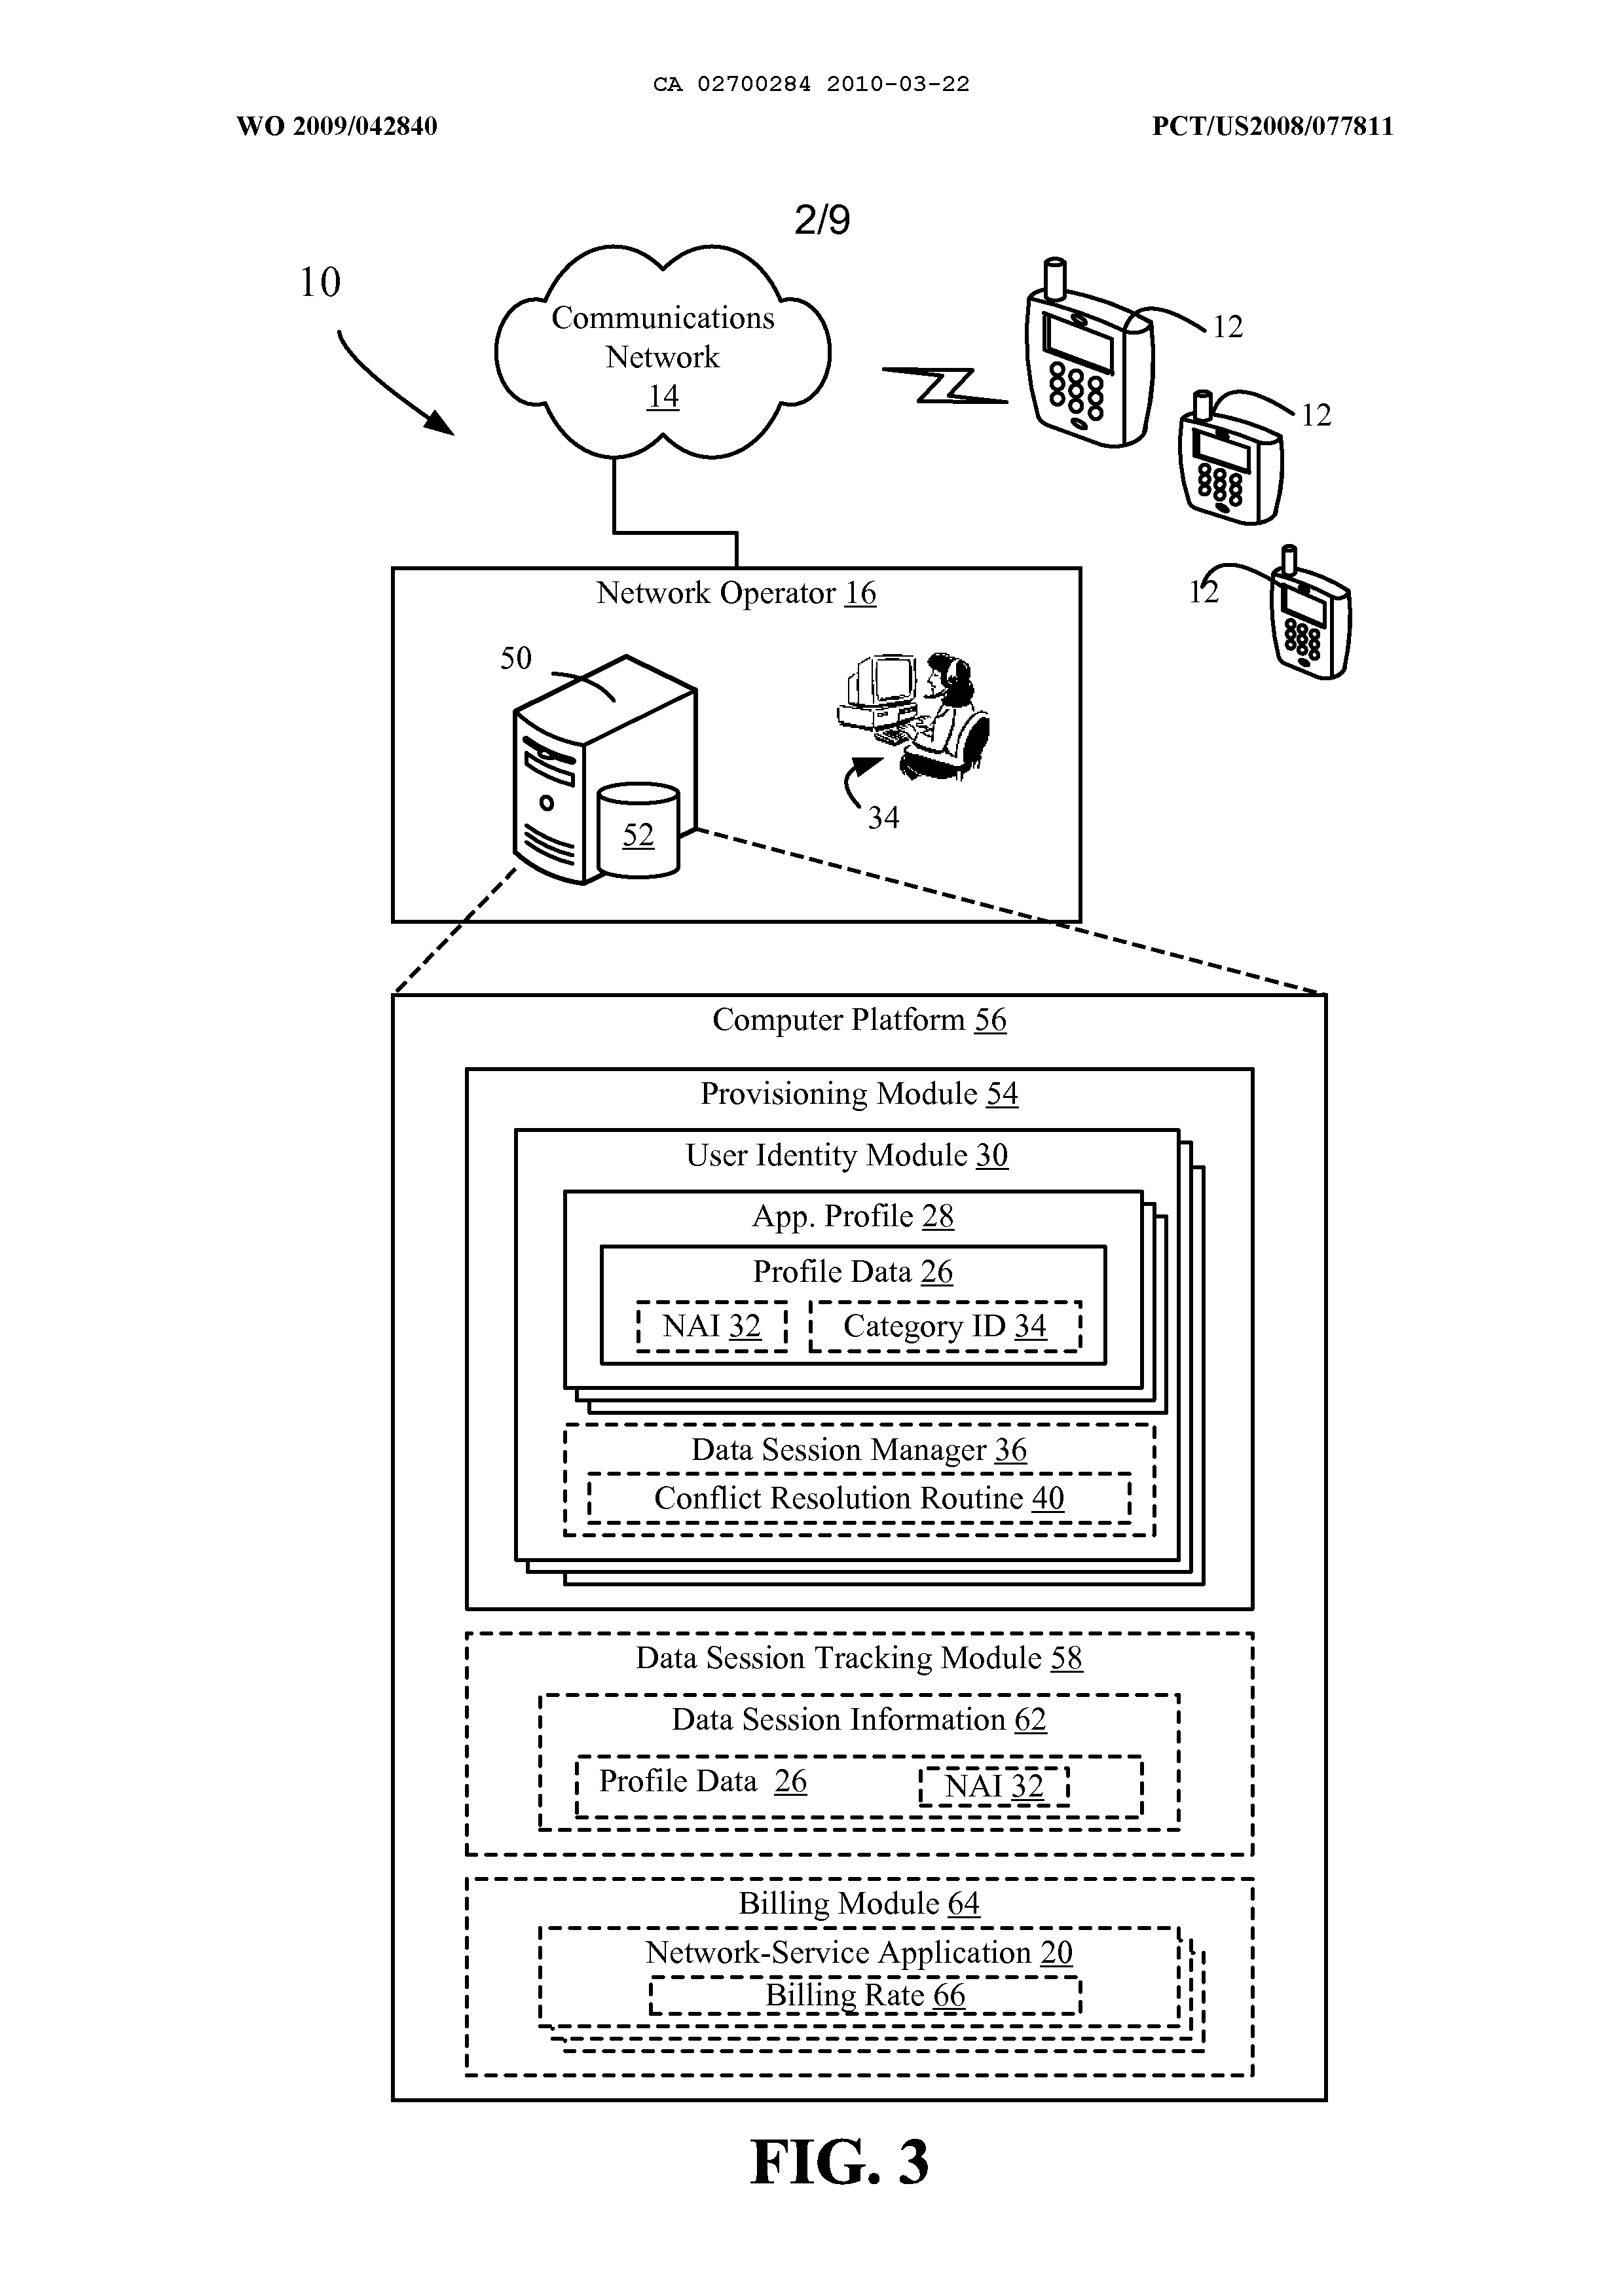 CA 02700284 2010-03-22
WO 2009/042840 PCT/US2008/077811
2/9
10
Communications
Network
14
12
12
12
Network Operator 16
50
52
34
Computer Platform 56
Provisioning Module 54
User Identity Module 30
App. Profile 28
Profile Data 26
NAI 32 Category ID 34
Data Session Manager 36
Conflict Resolution Routine 40
Data Session Tracking Module 58
Data Session Information 62
Profile Data 26 NAI 32
Billing Module 64
Network-Service Application 20
Billing Rate 66
FIG. 3